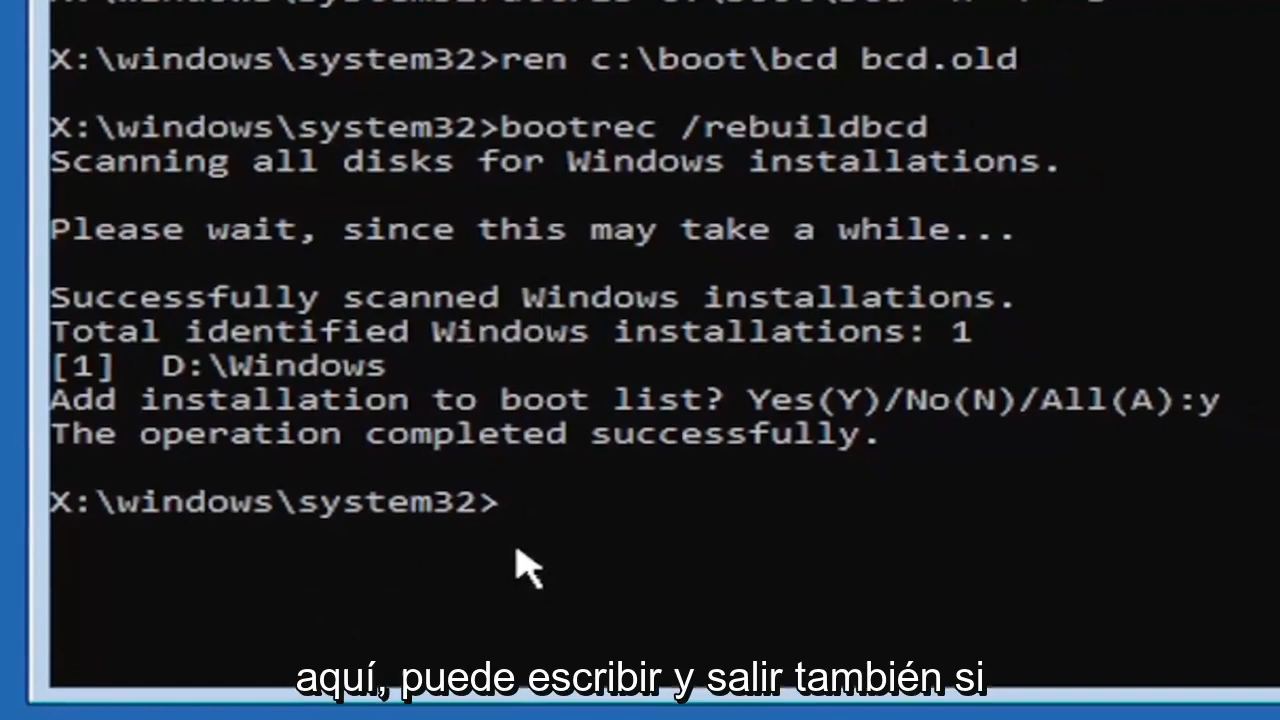 X:\windows\system32>ren c:\boot\bcd bcd.old
X:\windows\system32>bootrec /rebuildbcd
Scanning all disks for Windows installations.
Please wait, since this may take a while...
Successfully scanned Windows installations.
Total identified Windows installations: 1
[1] D:\Windows
Add installation to boot list? Yes(Y)/No(N)/All(A):y
The operation completed successfully.
X:\windows\system32>
aquí, puede escribir y salir también si